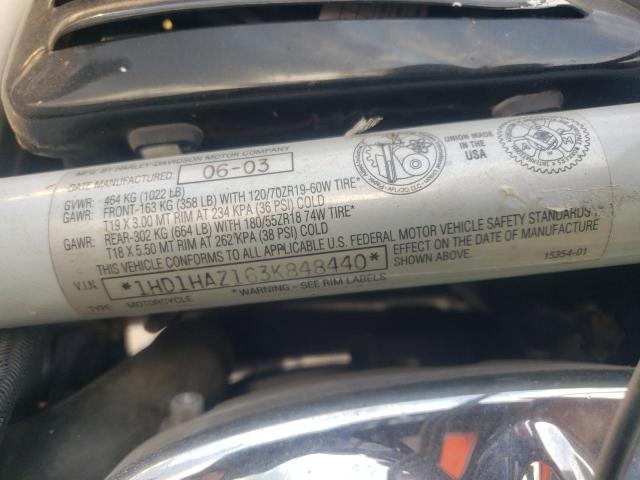 MFG BY HARLEY-DAVIDSON MOTOR COMPANY
DATE MANUFACTURED 06-03
GVWR: 464 KG (1022 LB)
GAWR: FRONT-163 KG (358 LB) WITH 120/70ZR19-60W TIRE*
T19 X 3.00 MT RIM AT 234 KPA (36 PSI) COLD
GAWR: REAR-302 KG (664 LB) WITH 180/55ZR18 74W TIRE*
T18 X 5.50 MT RIM AT 262 KPA (38 PSI) COLD
THIS VEHICLE CONFORMS TO ALL APPLICABLE U.S. FEDERAL MOTOR VEHICLE SAFETY STANDARDS IN
EFFECT ON THE DATE OF MANUFACTURE
SHOWN ABOVE.
V.I.N. *1HD1HAZ163K848440*
TYPE MOTORCYCLE *WARNING – SEE RIM LABELS
15354-01
UNION MADE
IN THE
USA
AFL-CIO, CLC